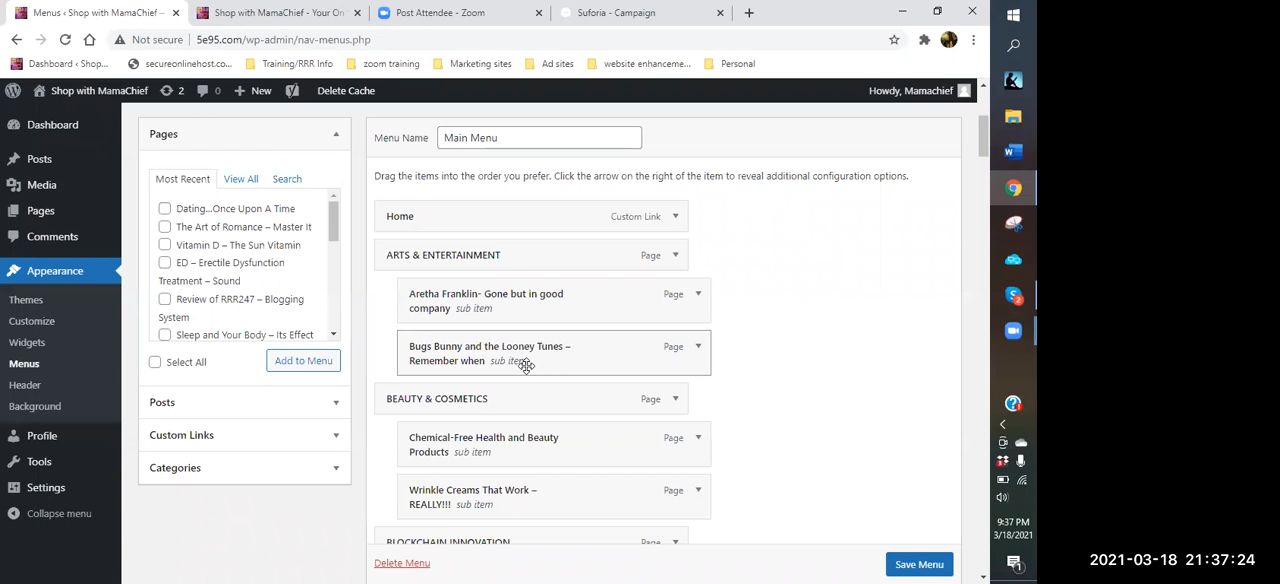 Menus ‹ Shop with MamaChief —
Shop with MamaChief - Your On
Post Attendee - Zoom
Suforia - Campaign
Not secure
5e95.com/wp-admin/nav-menus.php
Dashboard ‹ Shop...
secureonlinehost.co...
Training/RRR Info
zoom training
Marketing sites
Ad sites
website enhanceme...
Personal
Shop with MamaChief
2
0
New
Delete Cache
Howdy, Mamachief
Dashboard
Posts
Media
Pages
Comments
Appearance
Themes
Customize
Widgets
Menus
Header
Background
Profile
Tools
Settings
Collapse menu
Pages
Most Recent
View All
Search
Dating...Once Upon A Time
The Art of Romance – Master It
Vitamin D – The Sun Vitamin
ED – Erectile Dysfunction
Treatment – Sound
Review of RRR247 – Blogging
System
Sleep and Your Body – Its Effect
Select All
Add to Menu
Posts
Custom Links
Categories
Menu Name
Main Menu
Drag the items into the order you prefer. Click the arrow on the right of the item to reveal additional configuration options.
Home
Custom Link
ARTS & ENTERTAINMENT
Page
Aretha Franklin- Gone but in good
company sub item
Page
Bugs Bunny and the Looney Tunes –
Remember when sub item
Page
BEAUTY & COSMETICS
Page
Chemical-Free Health and Beauty
Products sub item
Page
Wrinkle Creams That Work –
REALLY!!! sub item
Page
BLOCKCHAIN INNOVATION
Page
Delete Menu
Save Menu
9:37 PM
3/18/2021
2021-03-18 21:37:24